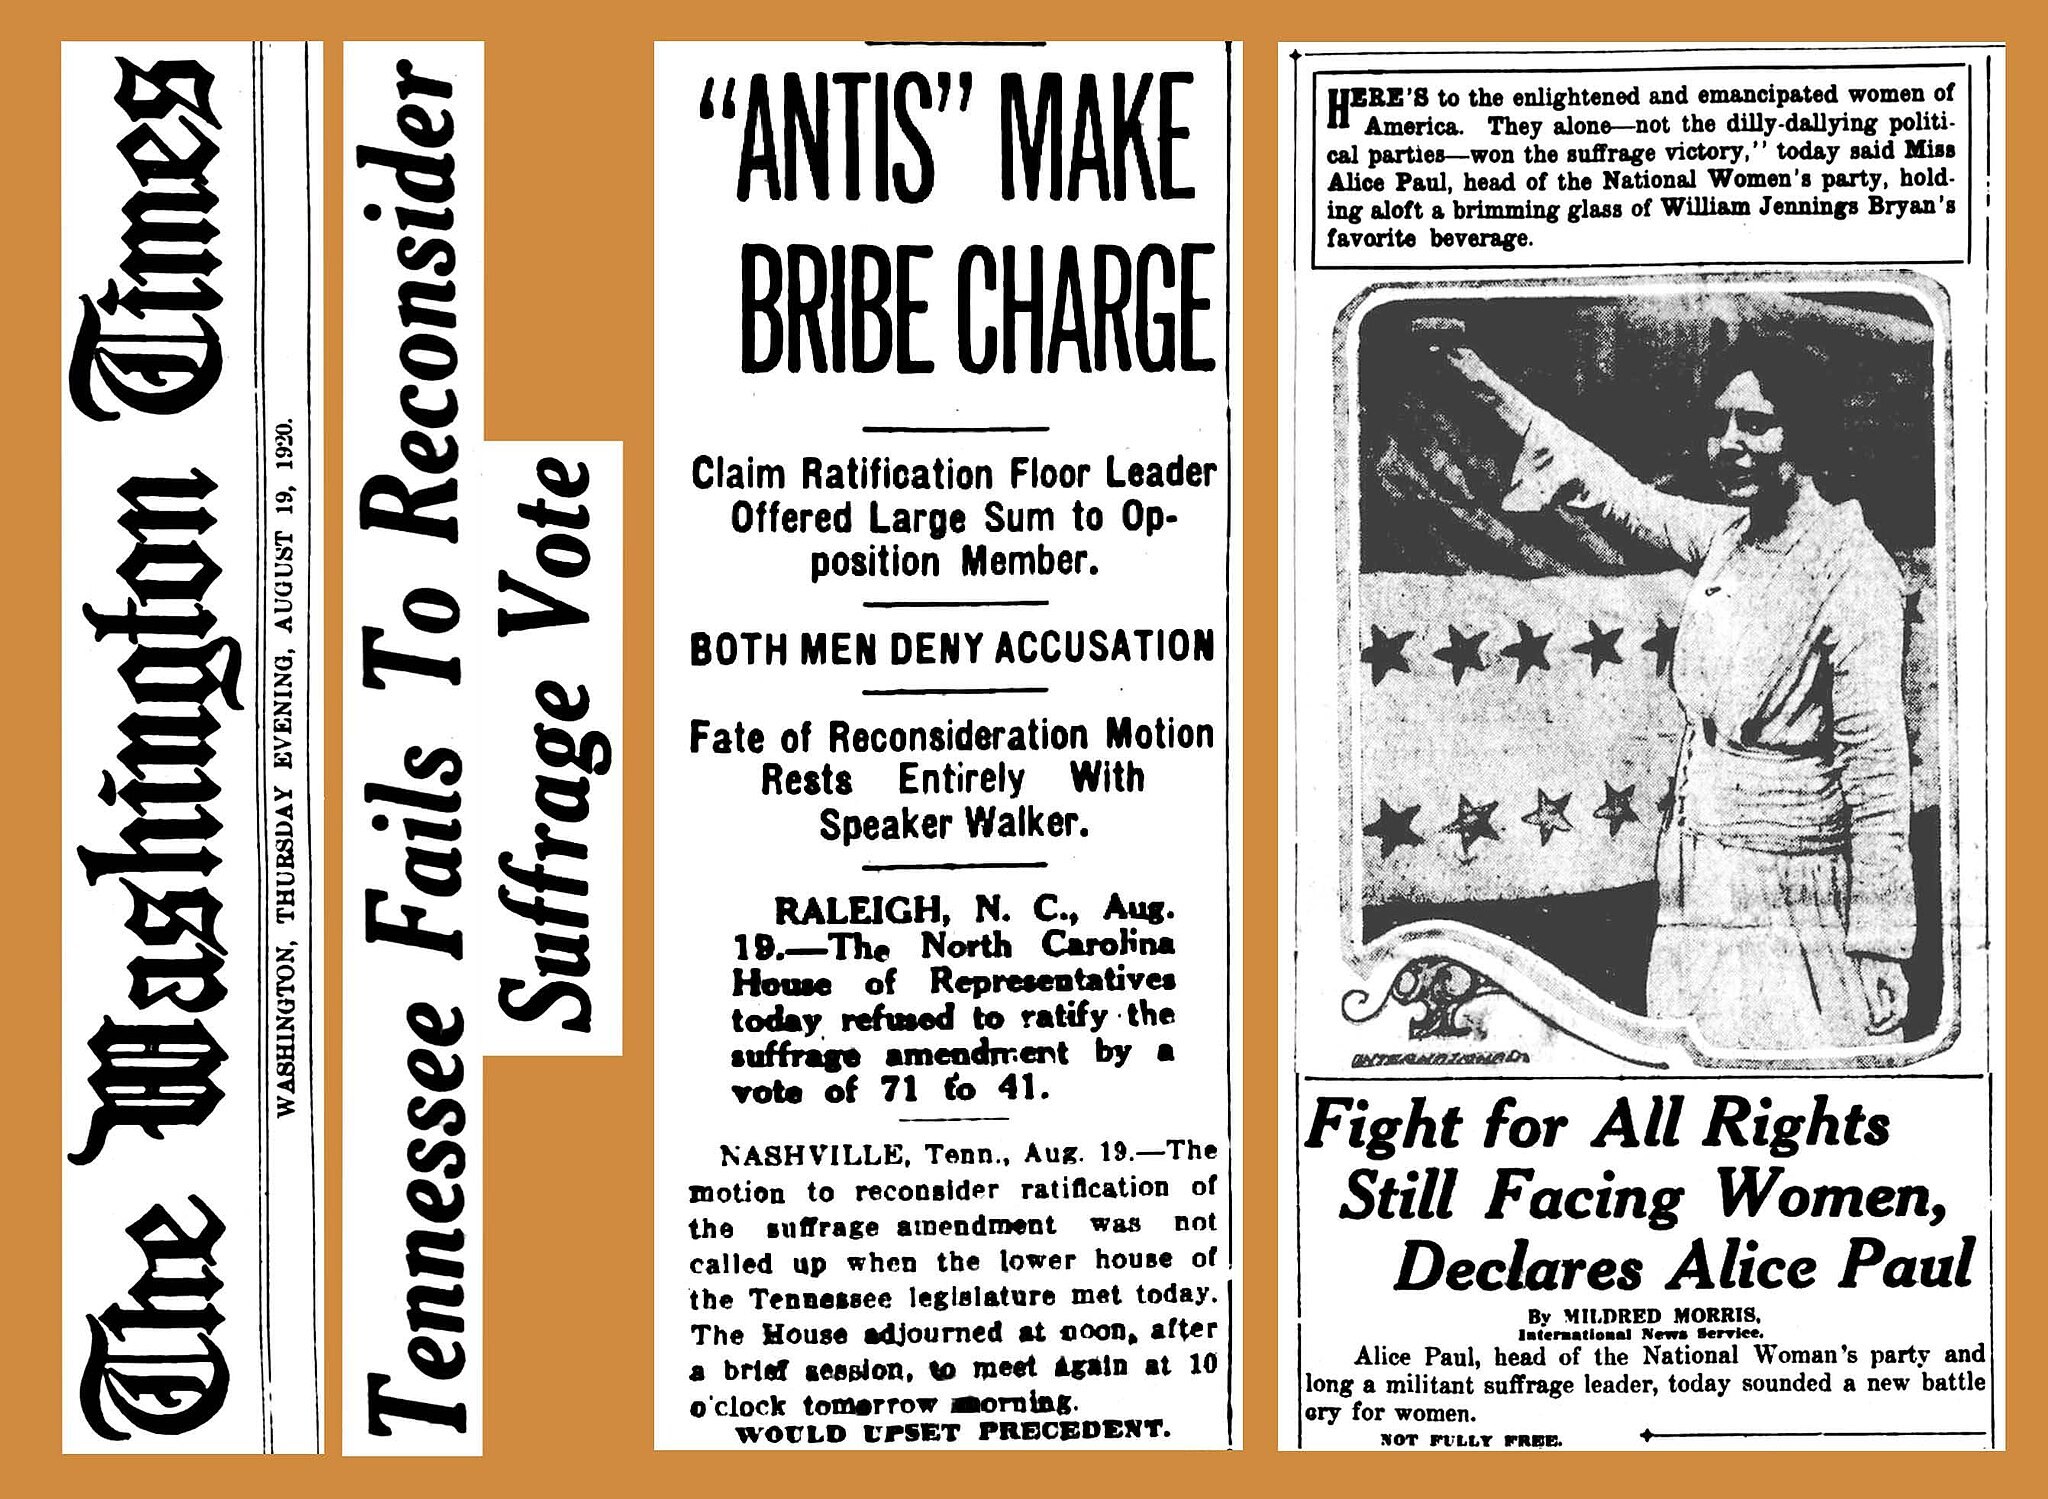 The Washington Times
WASHINGTON, THURSDAY EVENING, AUGUST 19, 1920.
Tennessee Fails To Reconsider
Suffrage Vote
"ANTIS" MAKE
BRIBE CHARGE
Claim Ratification Floor Leader
Offered Large Sum to Op-
position Member.
BOTH MEN DENY ACCUSATION
Fate of Reconsideration Motion
Rests Entirely With
Speaker Walker.
RALEIGH, N. C., Aug.
19.—The North Carolina
House of Representatives
today refused to ratify the
suffrage amendment by a
vote of 71 to 41.
NASHVILLE, Tenn., Aug. 19.—The
motion to reconsider ratification of
the suffrage amendment was not
called up when the lower house of
the Tennessee legislature met today.
The House adjourned at noon, after
a brief session, to meet again at 10
o'clock tomorrow morning.
WOULD UPSET PRECEDENT.
HERE'S to the enlightened and emancipated women of
America. They alone—not the dilly-dallying politi-
cal parties—won the suffrage victory," today said Miss
Alice Paul, head of the National Women's party, hold-
ing aloft a brimming glass of William Jennings Bryan's
favorite beverage.
INTERNATIONAL
Fight for All Rights
Still Facing Women,
Declares Alice Paul
By MILDRED MORRIS,
International News Service.
Alice Paul, head of the National Woman's party and
long a militant suffrage leader, today sounded a new battle
cry for women.
NOT FULLY FREE.